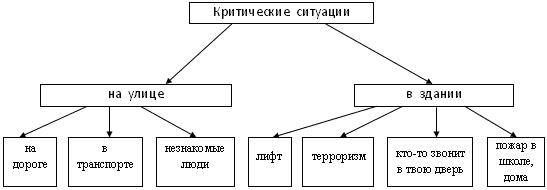 Критические ситуации
на улице
в здании
на
дороге
в
транспорте
незнакомые
люди
лифт
терроризм
кто-то звонит
в твою дверь
пожар в
школе,
дома